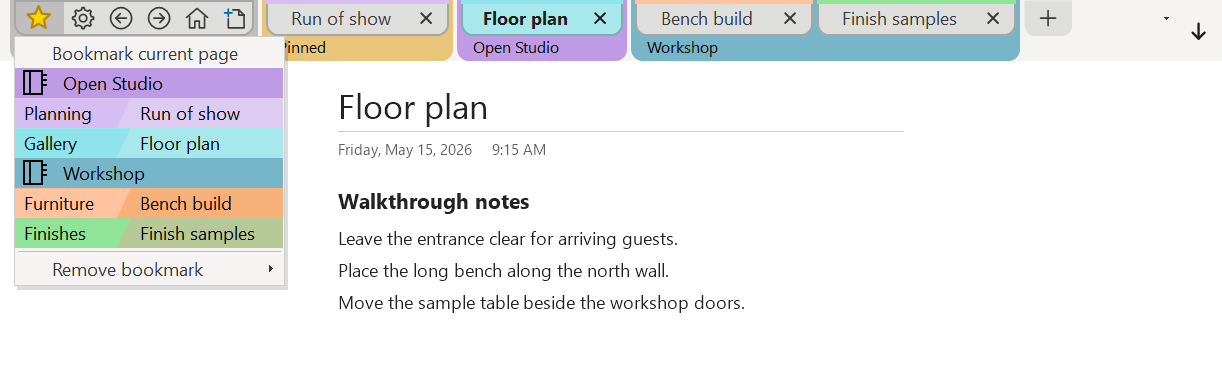 Run of show
Floor plan
Bench build
Finish samples
Open Studio
Workshop
Bookmark current page
Open Studio
Planning Run of show
Gallery Floor plan
Workshop
Furniture Bench build
Finishes Finish samples
Remove bookmark
Floor plan
Friday, May 15, 2026 9:15 AM
Walkthrough notes
Leave the entrance clear for arriving guests.
Place the long bench along the north wall.
Move the sample table beside the workshop doors.